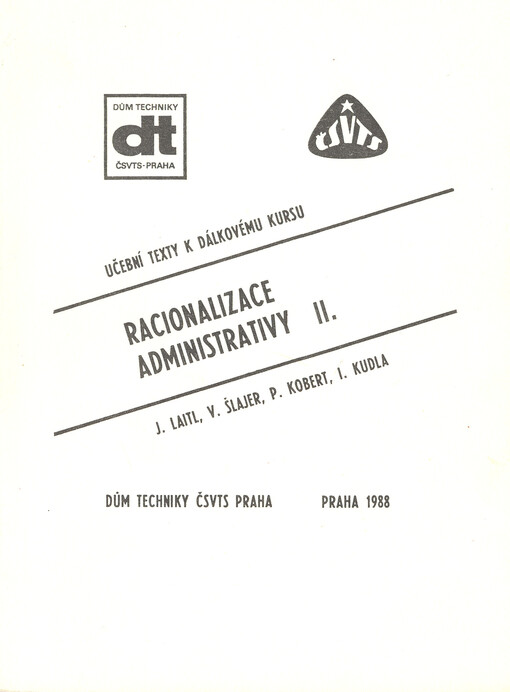 DŮM TECHNIKY
dt
ČSVTS-PRAHA
ČSVTS
UČEBNÍ TEXTY K DÁLKOVÉMU KURSU
RACIONALIZACE
ADMINISTRATIVY II.
J. LAITL, V. ŠLAJER, P. KOBERT, I. KUDLA
DŮM TECHNIKY ČSVTS PRAHA PRAHA 1988